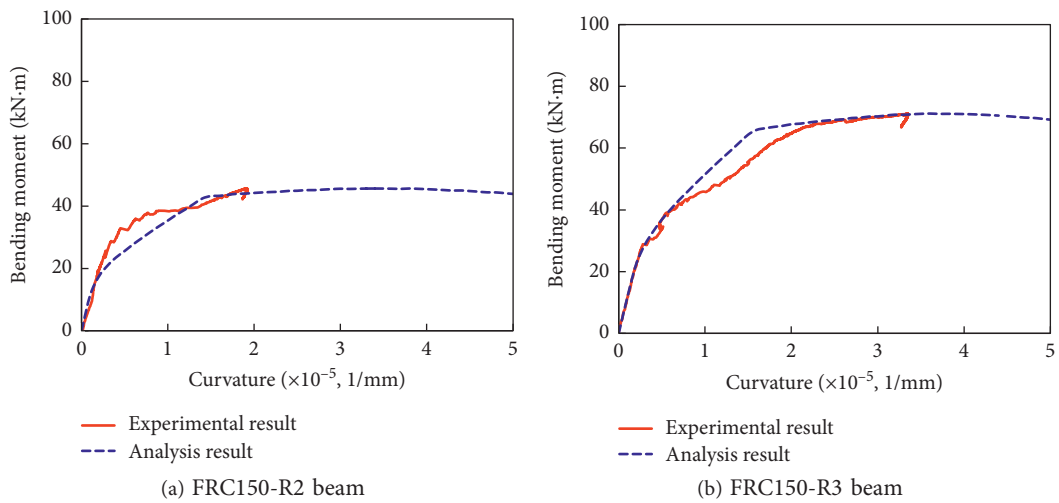 100
80
60
40
20
0
Bending moment (kN·m)
0 1 2 3 4 5
Curvature (×10⁻⁵, 1/mm)
Experimental result
Analysis result
(a) FRC150-R2 beam
100
80
60
40
20
0
Bending moment (kN·m)
0 1 2 3 4 5
Curvature (×10⁻⁵, 1/mm)
Experimental result
Analysis result
(b) FRC150-R3 beam